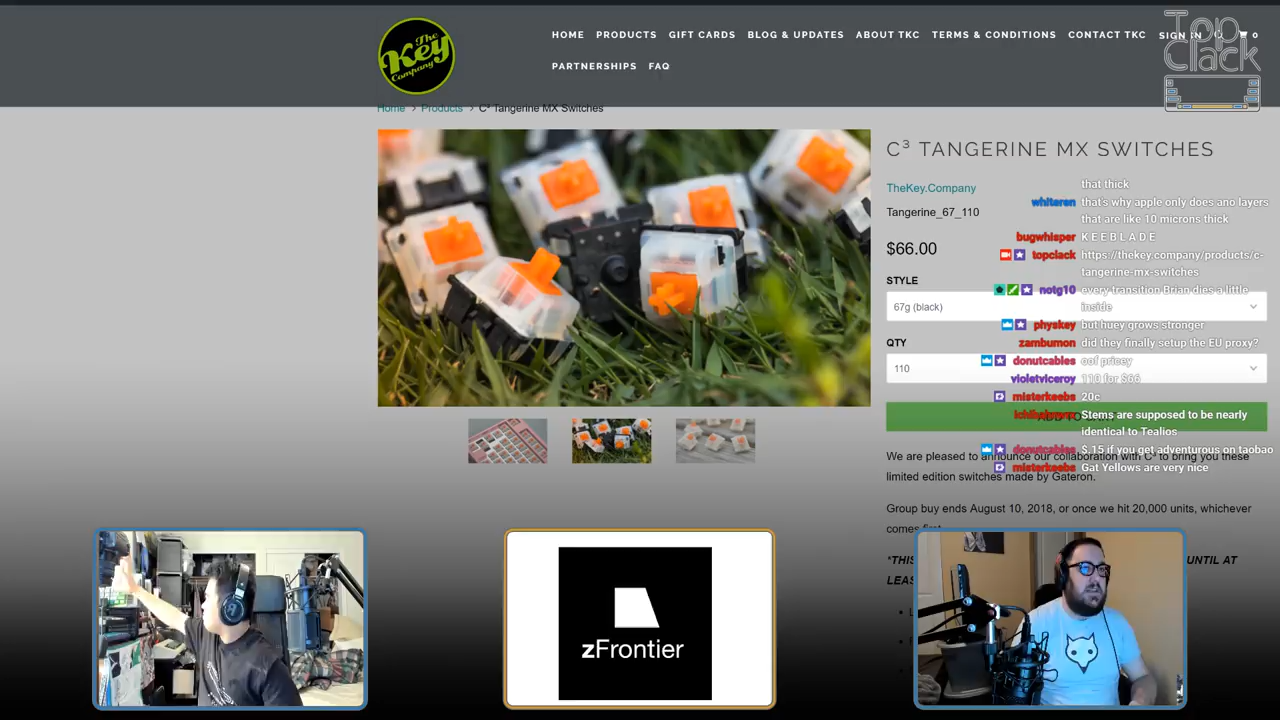 The
Key
Company
HOME PRODUCTS GIFT CARDS BLOG & UPDATES ABOUT TKC TERMS & CONDITIONS CONTACT TKC SIGN IN 0
PARTNERSHIPS FAQ
Top
Clack
Home > Products > C³ Tangerine MX Switches
C³ TANGERINE MX SWITCHES
TheKey.Company
Tangerine_67_110
$66.00
STYLE
67g (black)
QTY
110
We are pleased to announce our collaboration with C³ to bring you these
limited edition switches made by Gateron.
Group buy ends August 10, 2018, or once we hit 20,000 units, whichever
comes first.
that thick
whiteren that's why apple only does ano layers
that are like 10 microns thick
bugwhisper K E E B L A D E
topclack https://thekey.company/products/c-
tangerine-mx-switches
notg10 every transition Brian dies a little
inside
physkey but huey grows stronger
zambumon did they finally setup the EU proxy?
donutcables oof pricey
violetviceroy 110 for $66
misterkeebs 20c
Stems are supposed to be nearly
identical to Tealios
donutcables $.15 if you get adventurous on taobao
misterkeebs Gat Yellows are very nice
UNTIL AT
zFrontier